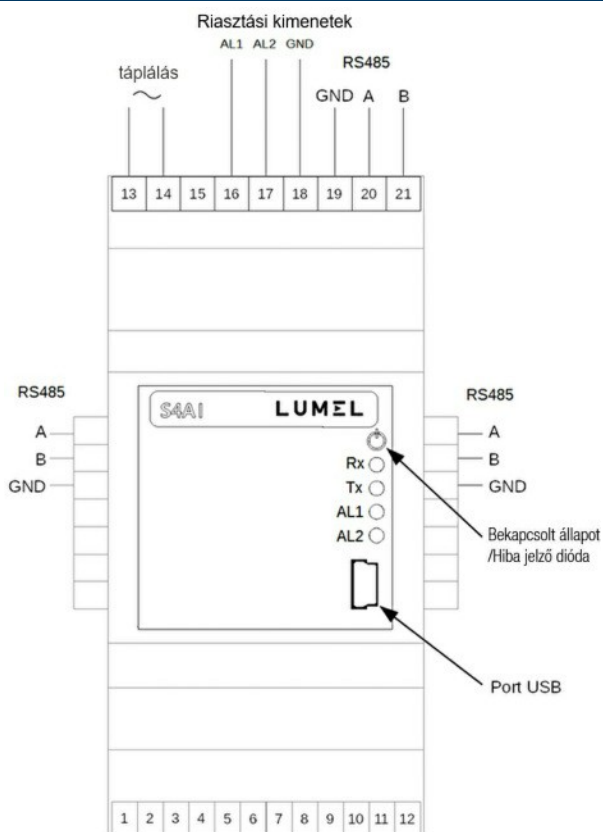 Riasztási kimenetek
AL1 AL2 GND
RS485
táplálás
GND A B
13 14 15 16 17 18 19 20 21
RS485
RS485
S4AI LUMEL
A
B
GND
A
B
GND
Rx
Tx
AL1
AL2
Bekapcsolt állapot
/Hiba jelző dióda
Port USB
1 2 3 4 5 6 7 8 9 10 11 12